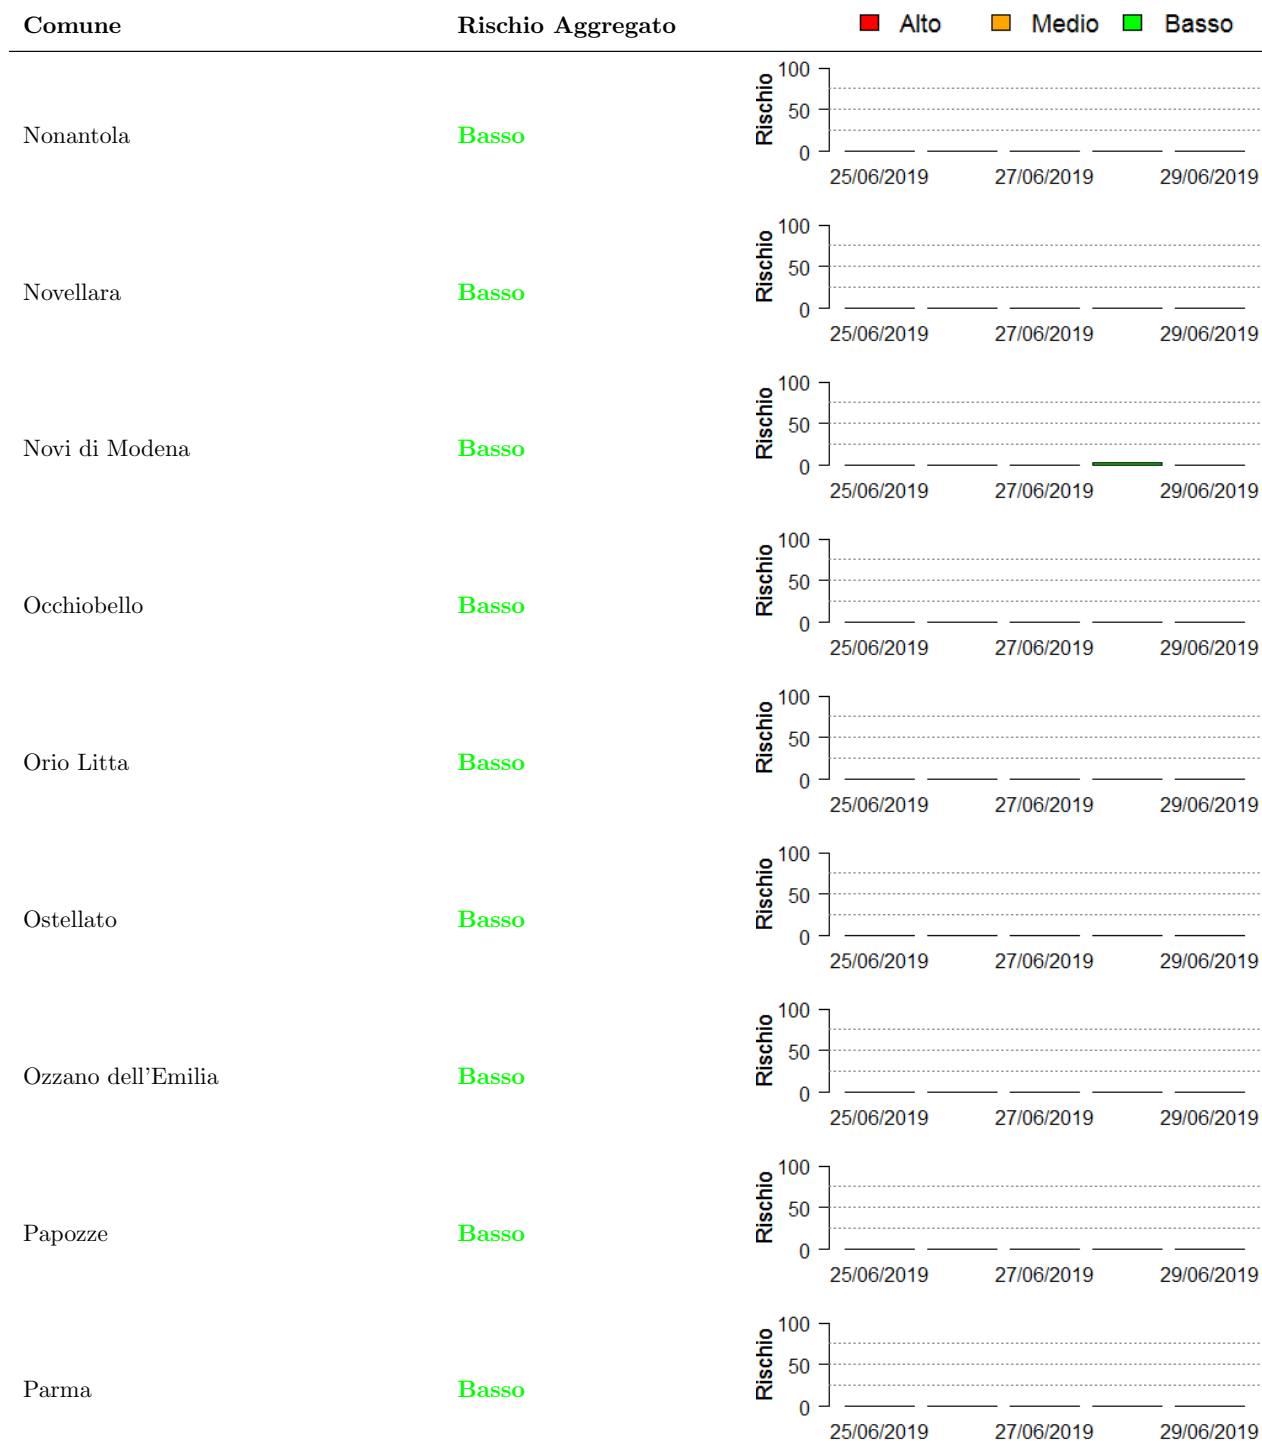 Comune Rischio Aggregato Alto Medio Basso
Nonantola Basso Rischio 100 50 0
25/06/2019 27/06/2019 29/06/2019
Novellara Basso Rischio 100 50 0
25/06/2019 27/06/2019 29/06/2019
Novi di Modena Basso Rischio 100 50 0
25/06/2019 27/06/2019 29/06/2019
Occhiobello Basso Rischio 100 50 0
25/06/2019 27/06/2019 29/06/2019
Orio Litta Basso Rischio 100 50 0
25/06/2019 27/06/2019 29/06/2019
Ostellato Basso Rischio 100 50 0
25/06/2019 27/06/2019 29/06/2019
Ozzano dell'Emilia Basso Rischio 100 50 0
25/06/2019 27/06/2019 29/06/2019
Papozze Basso Rischio 100 50 0
25/06/2019 27/06/2019 29/06/2019
Parma Basso Rischio 100 50 0
25/06/2019 27/06/2019 29/06/2019